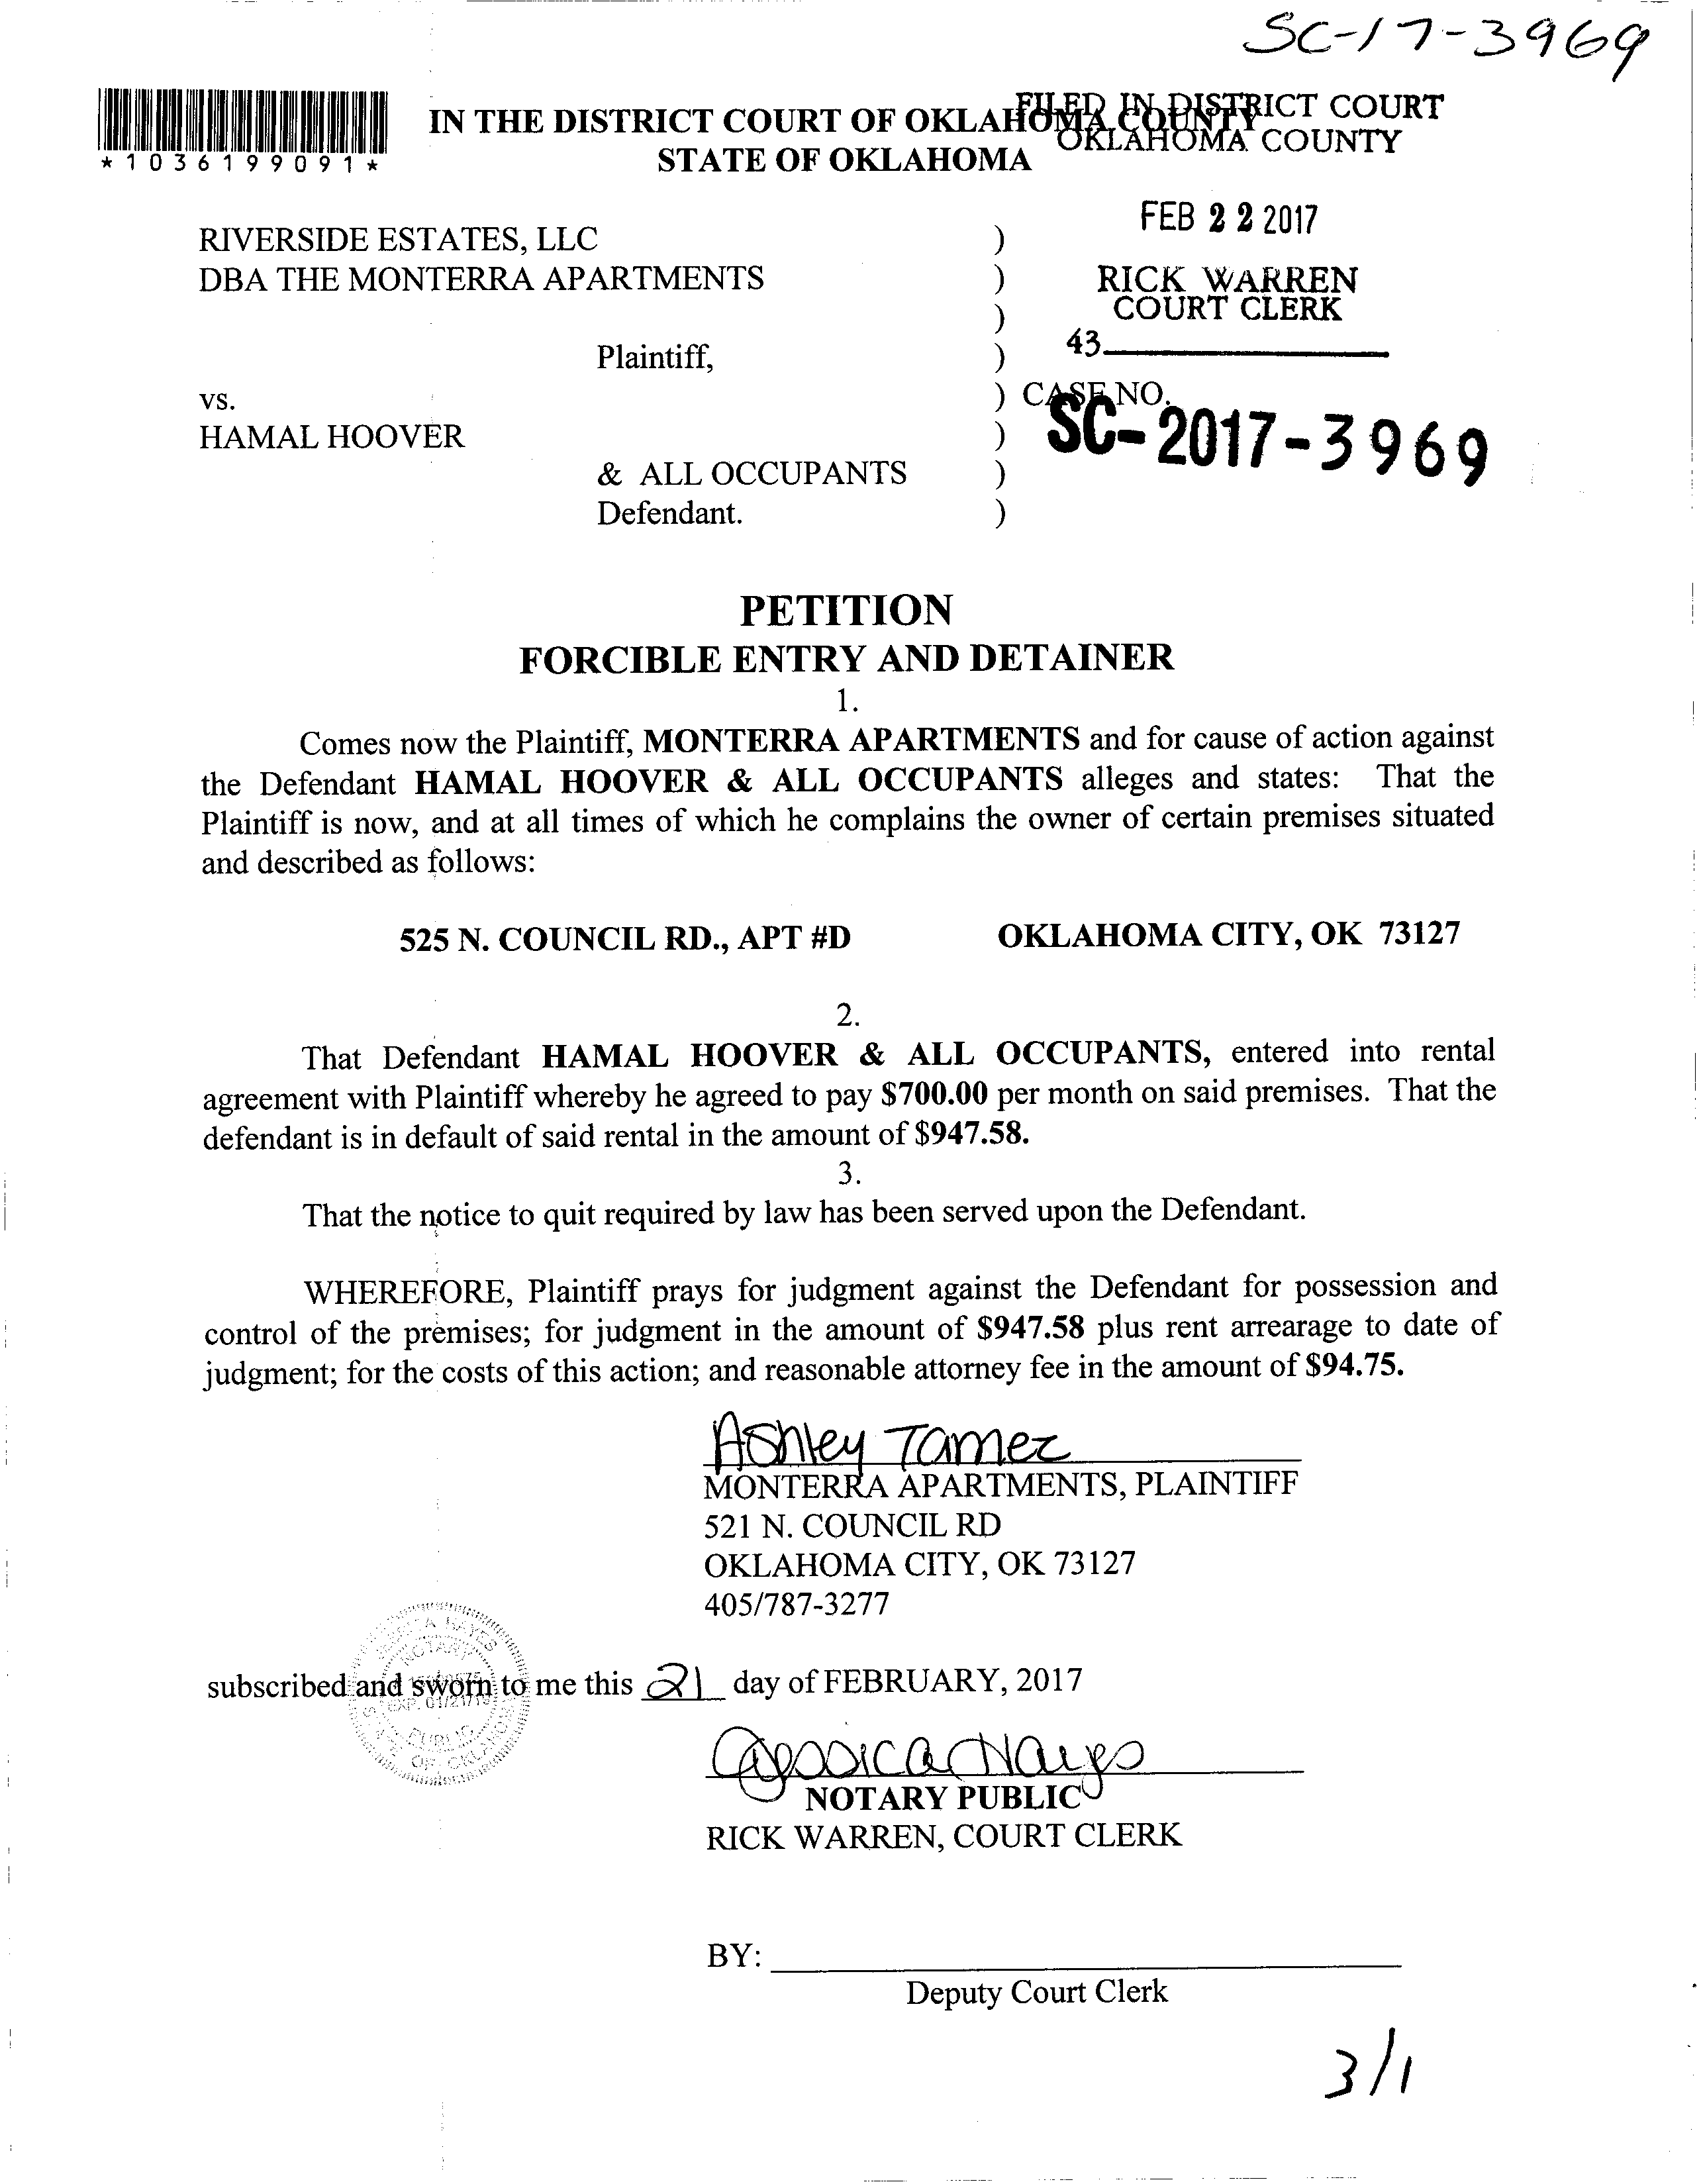 SC-17-3969
*1036199091*
IN THE DISTRICT COURT OF OKLAHOMA COUNTY
STATE OF OKLAHOMA
FILED IN DISTRICT COURT
OKLAHOMA COUNTY
FEB 22 2017
RICK WARREN
COURT CLERK
43
RIVERSIDE ESTATES, LLC )
DBA THE MONTERRA APARTMENTS )
)
Plaintiff, )
vs. ) CASE NO.
SC-2017-3969
HAMAL HOOVER )
& ALL OCCUPANTS )
Defendant. )
PETITION
FORCIBLE ENTRY AND DETAINER
1.
Comes now the Plaintiff, MONTERRA APARTMENTS and for cause of action against
the Defendant HAMAL HOOVER & ALL OCCUPANTS alleges and states: That the
Plaintiff is now, and at all times of which he complains the owner of certain premises situated
and described as follows:
525 N. COUNCIL RD., APT #D OKLAHOMA CITY, OK 73127
2.
That Defendant HAMAL HOOVER & ALL OCCUPANTS, entered into rental
agreement with Plaintiff whereby he agreed to pay $700.00 per month on said premises. That the
defendant is in default of said rental in the amount of $947.58.
3.
That the notice to quit required by law has been served upon the Defendant.
WHEREFORE, Plaintiff prays for judgment against the Defendant for possession and
control of the premises; for judgment in the amount of $947.58 plus rent arrearage to date of
judgment; for the costs of this action; and reasonable attorney fee in the amount of $94.75.
Ashley Tamez
MONTERRA APARTMENTS, PLAINTIFF
521 N. COUNCIL RD
OKLAHOMA CITY, OK 73127
405/787-3277
subscribed and sworn to me this 21 day of FEBRUARY, 2017
NOTARY
EXP. 01/21/19
PUBLIC
Jessica Hayes
NOTARY PUBLIC
RICK WARREN, COURT CLERK
BY:
Deputy Court Clerk
3/1